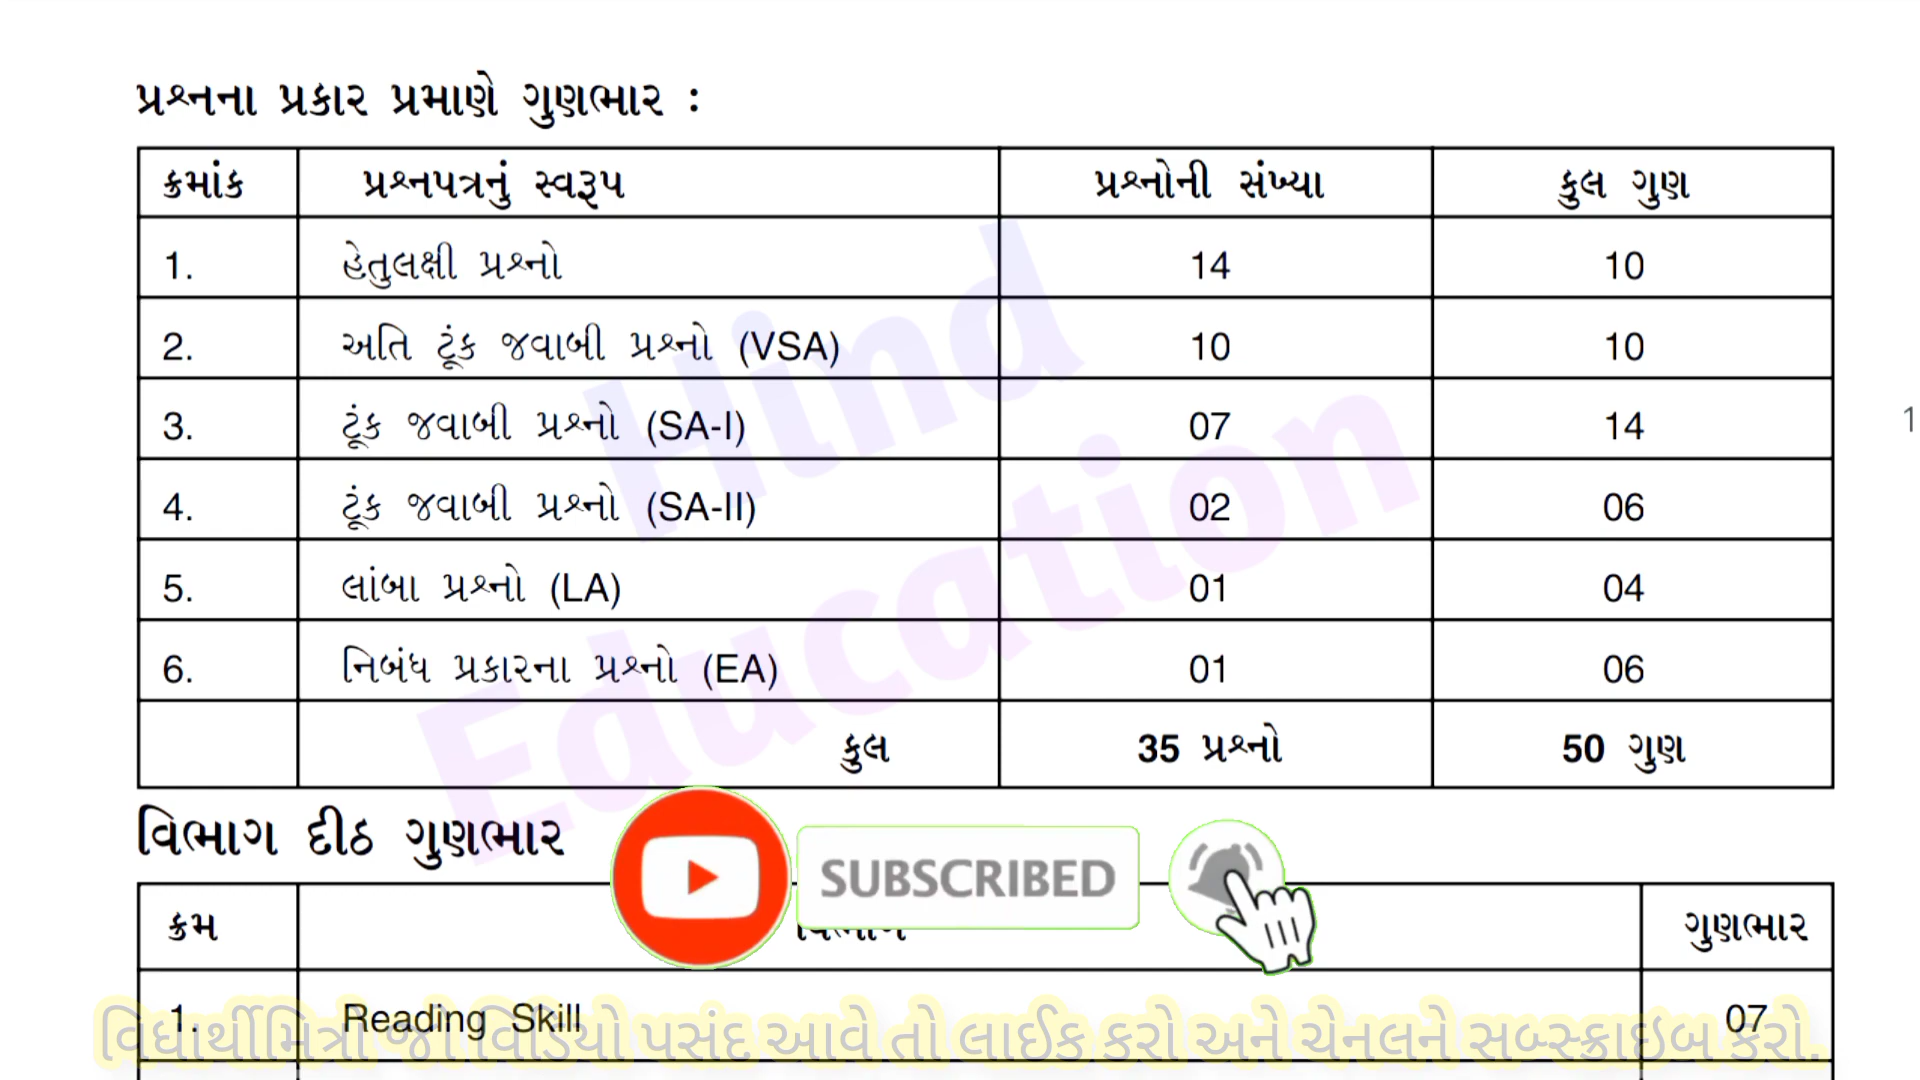 પ્રશ્નના પ્રકાર પ્રમાણે ગુણભાર :
ક્રમાંક પ્રશ્નપત્રનું સ્વરૂપ પ્રશ્નોની સંખ્યા કુલ ગુણ
1. હેતુલક્ષી પ્રશ્નો 14 10
2. અતિ ટૂંક જવાબી પ્રશ્નો (VSA) 10 10
3. ટૂંક જવાબી પ્રશ્નો (SA-I) 07 14
1
4. ટૂંક જવાબી પ્રશ્નો (SA-II) 02 06
5. લાંબા પ્રશ્નો (LA) 01 04
6. નિબંધ પ્રકારના પ્રશ્નો (EA) 01 06
કુલ 35 પ્રશ્નો 50 ગુણ
Hind
Education
વિભાગ દીઠ ગુણભાર
SUBSCRIBED
ક્રમ ગુણભાર
1. Reading Skill 07
વિદ્યાર્થીમિત્રો જો વિડિયો પસંદ આવે તો લાઈક કરો અને ચેનલને સબ્સ્ક્રાઇબ કરો.